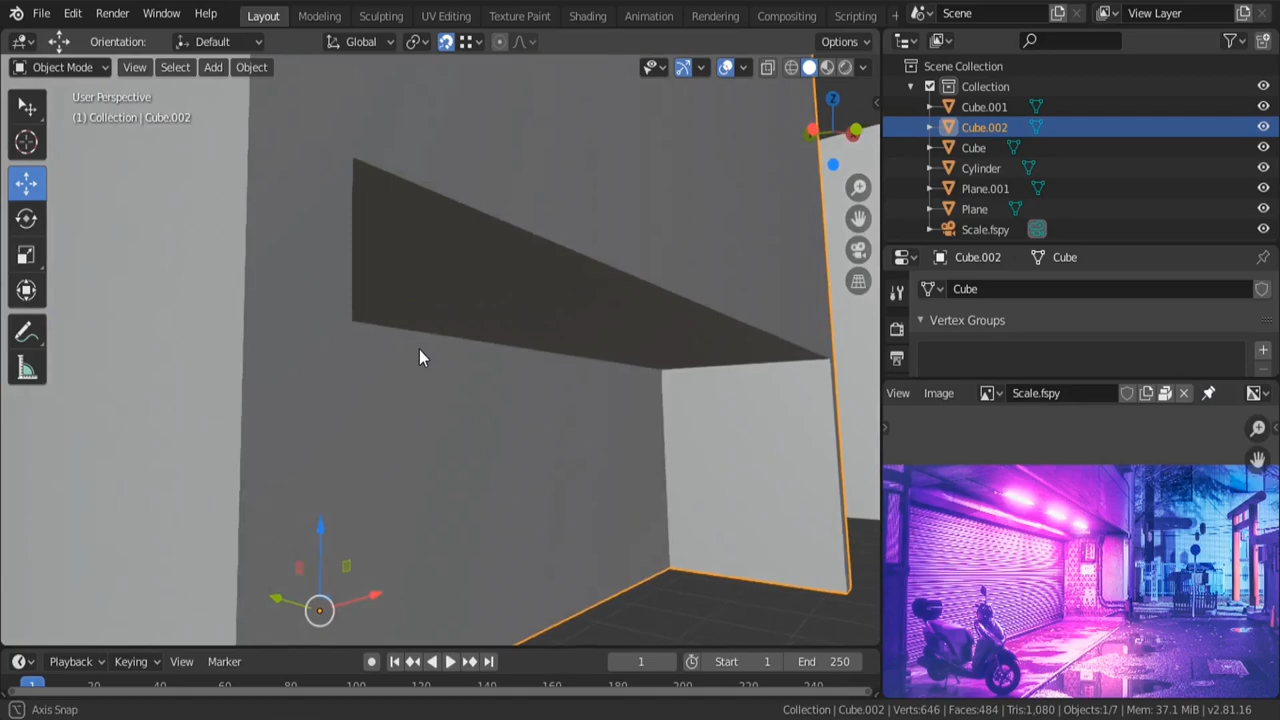 File Edit Render Window Help Layout Modeling Sculpting UV Editing Texture Paint Shading Animation Rendering Compositing Scripting + Scene View Layer
Orientation: Default Global Options
Object Mode View Select Add Object
User Perspective
(1) Collection | Cube.002
Z
Scene Collection
Collection
Cube.001
Cube.002
Cube
Cylinder
Plane.001
Plane
Scale.fspy
Cube.002 Cube
Cube
Vertex Groups
View Image Scale.fspy
Playback Keying View Marker 1 Start 1 End 250
1 20 40 60 80 100 120 140 160 180 200 220 240
Axis Snap Collection | Cube.002 | Verts:646 | Faces:484 | Tris:1,080 | Objects:1/7 | Mem: 37.1 MiB | v2.81.16